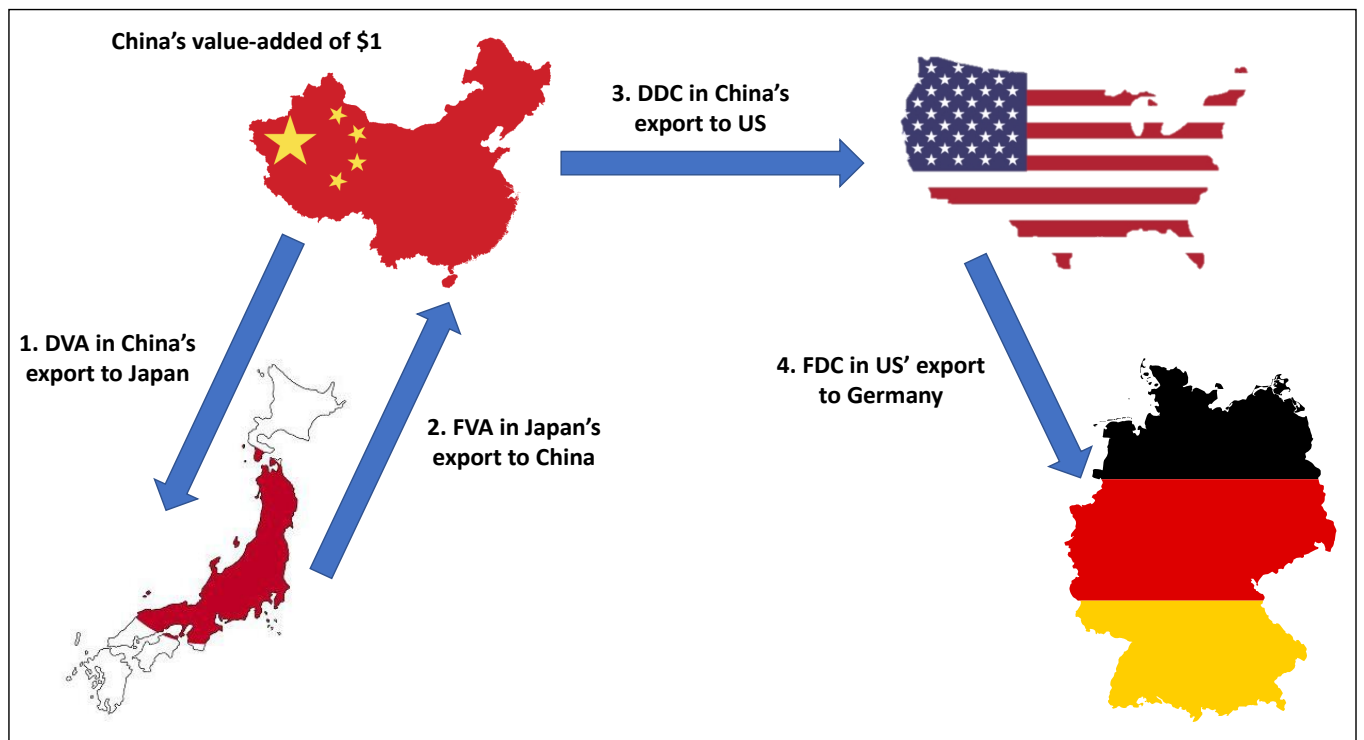 China’s value-added of $1
3. DDC in China’s
export to US
1. DVA in China’s
export to Japan
2. FVA in Japan’s
export to China
4. FDC in US’ export
to Germany